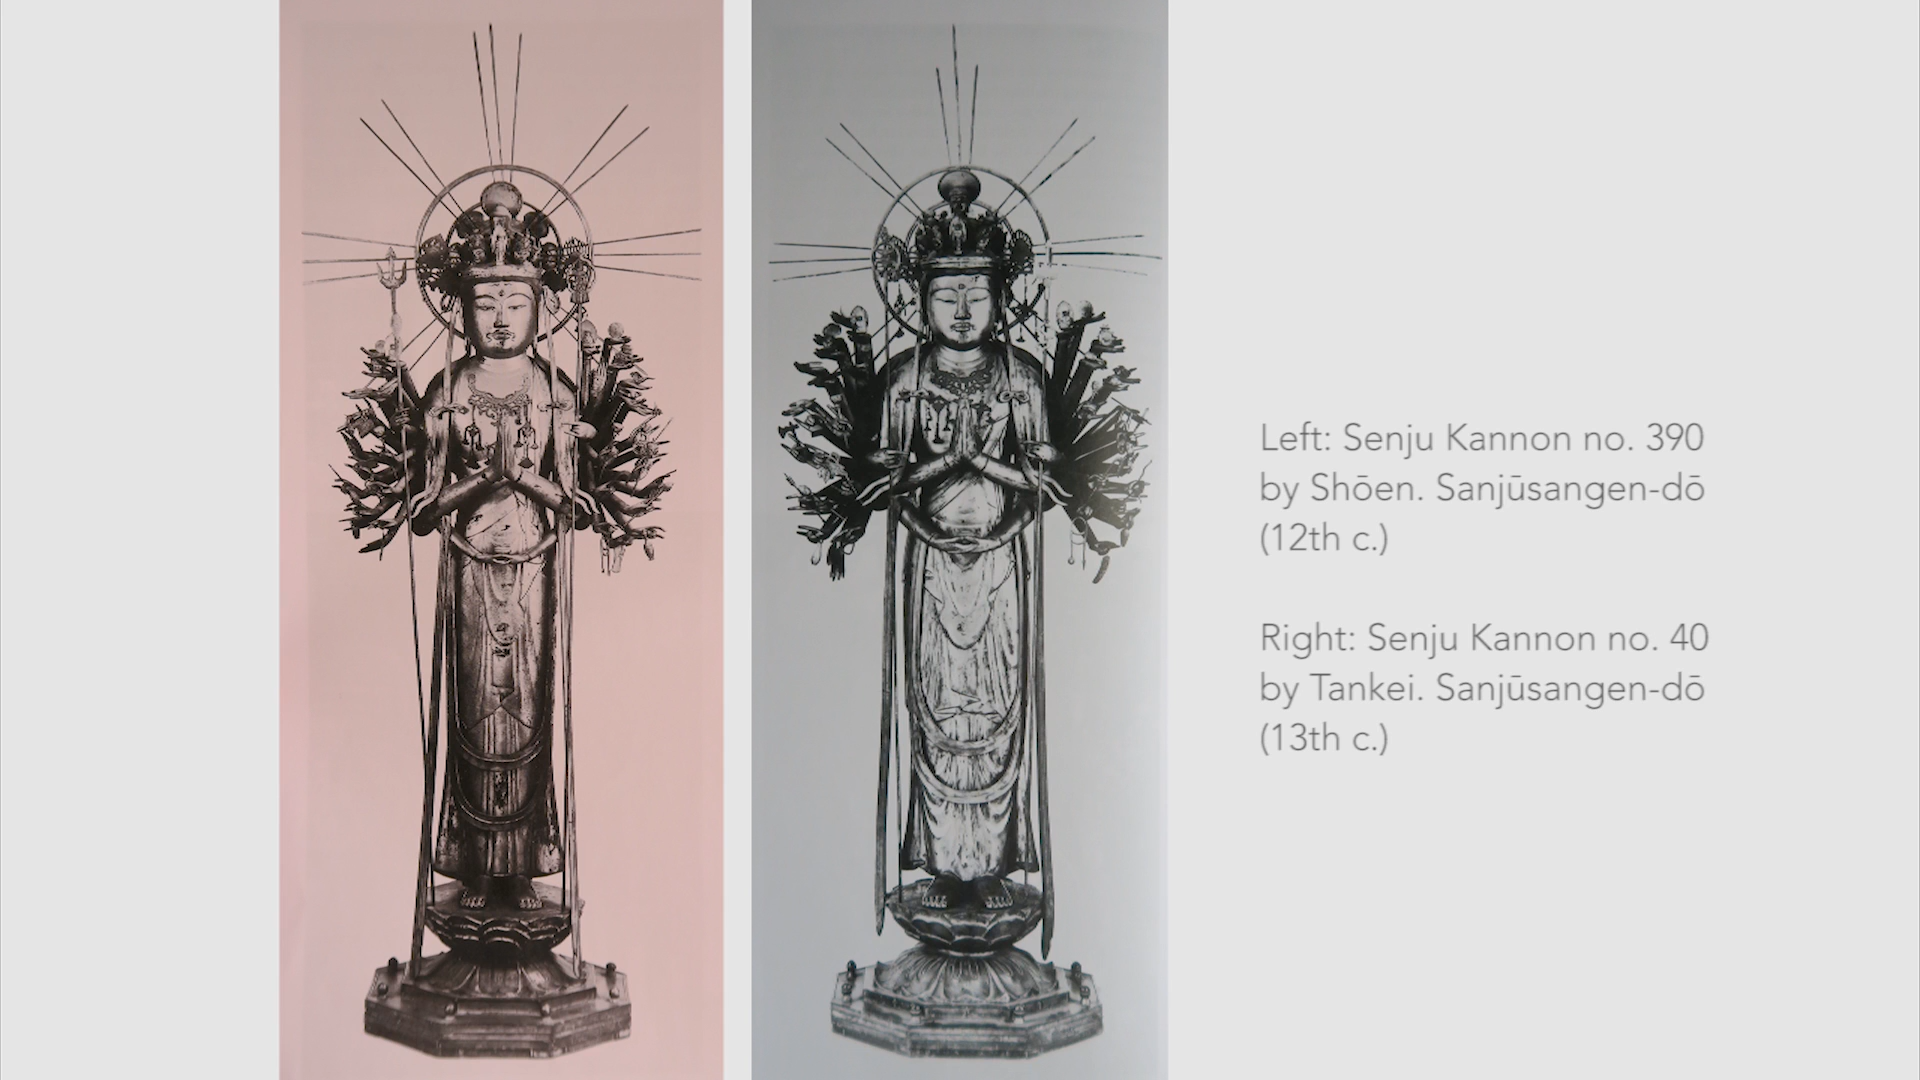 Left: Senju Kannon no. 390
by Shōen. Sanjūsangen-dō
(12th c.)
Right: Senju Kannon no. 40
by Tankei. Sanjūsangen-dō
(13th c.)